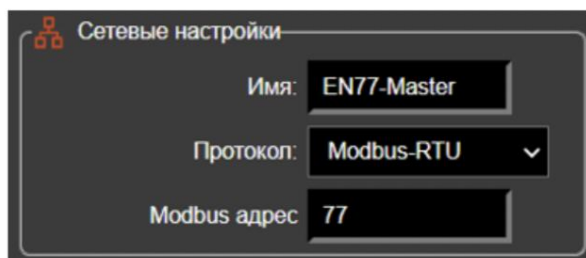 Сетевые настройки
Имя: EN77-Master
Протокол: Modbus-RTU
Modbus адрес 77